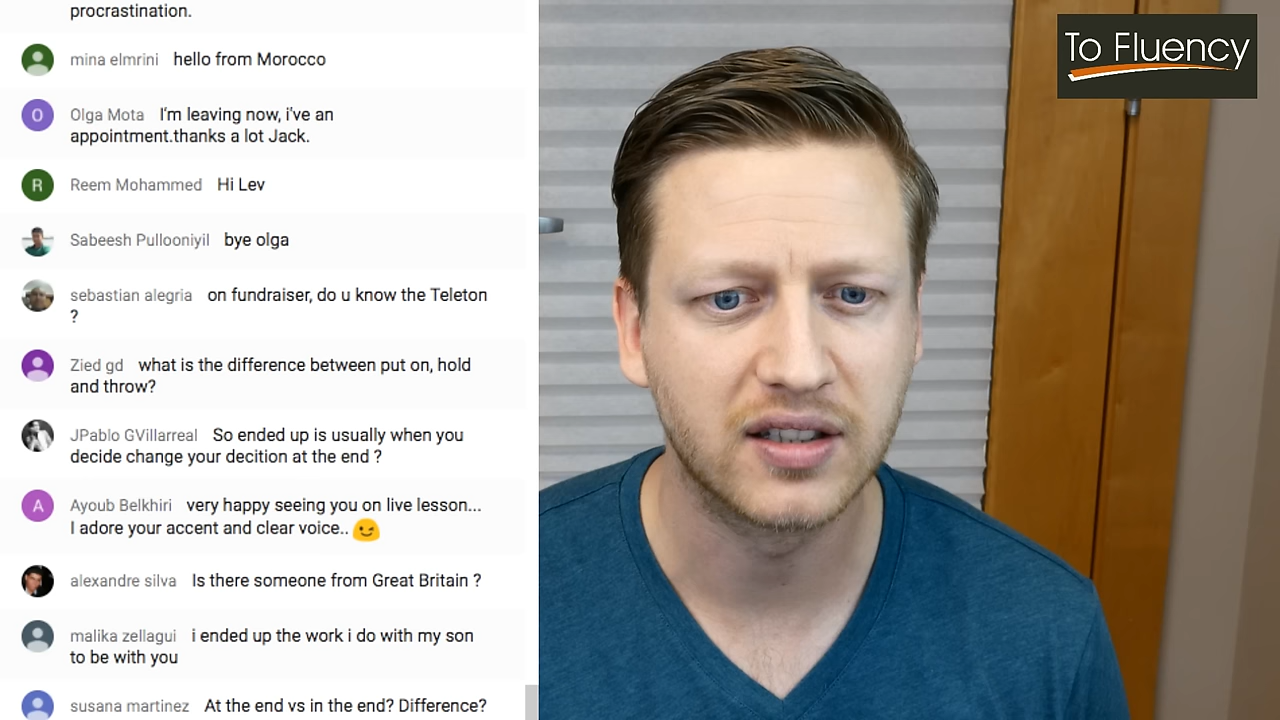 procrastination.
mina elmrini hello from Morocco
O Olga Mota I'm leaving now, i've an
appointment.thanks a lot Jack.
R Reem Mohammed Hi Lev
Sabeesh Pullooniyil bye olga
sebastian alegria on fundraiser, do u know the Teleton
?
Zied gd what is the difference between put on, hold
and throw?
JPablo GVillarreal So ended up is usually when you
decide change your decition at the end ?
A Ayoub Belkhiri very happy seeing you on live lesson...
I adore your accent and clear voice..
alexandre silva Is there someone from Great Britain ?
malika zellagui i ended up the work i do with my son
to be with you
susana martinez At the end vs in the end? Difference?
To Fluency